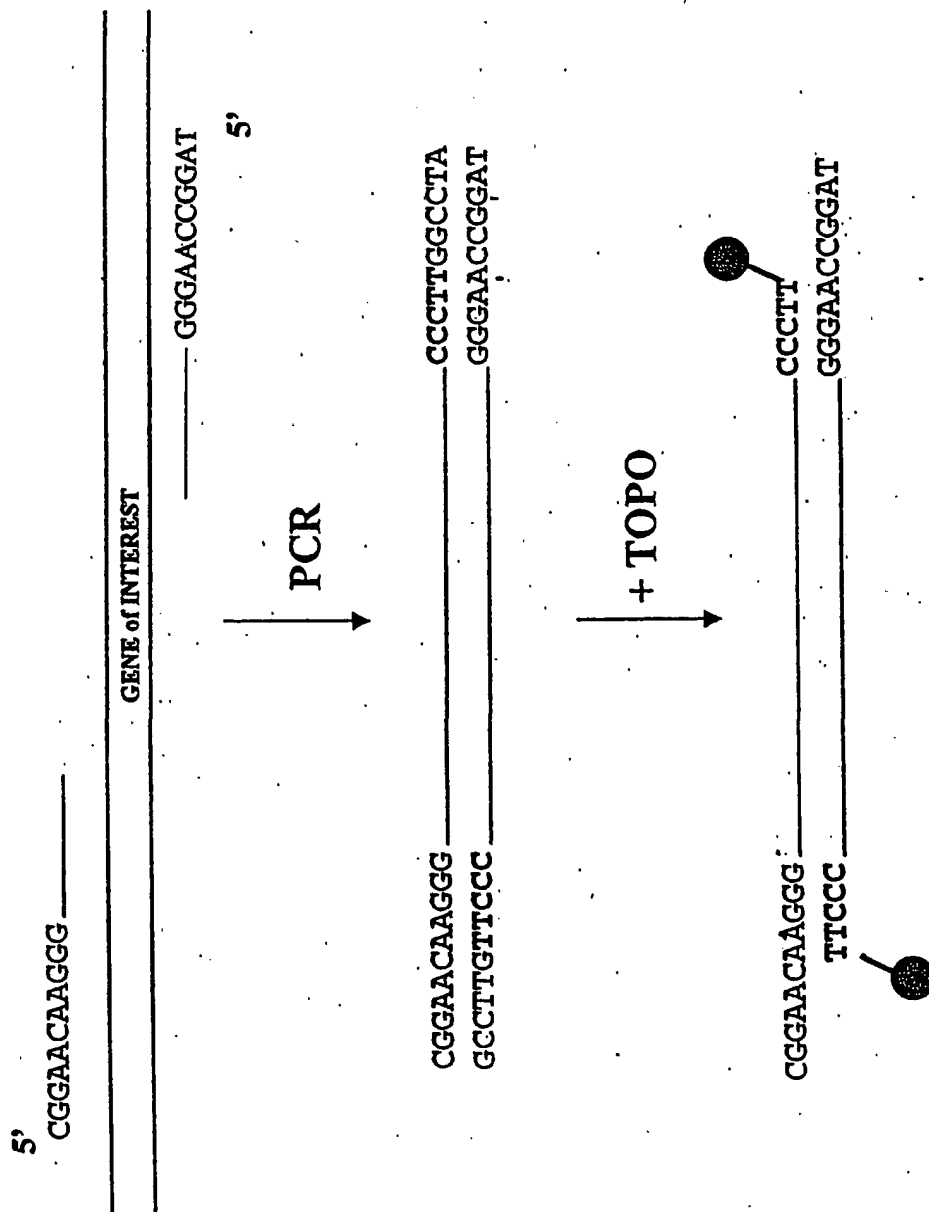 5'
CGGAACAAGGG
GENE of INTEREST
GGGAACCGGAT
5'
PCR
CGGAACAAGGG CCCTTGGCCTA
GCCTTGTTCCC GGGAACCGGAT
+ TOPO
CGGAACAAGGG CCCTT
TTCCC GGGAACCGGAT